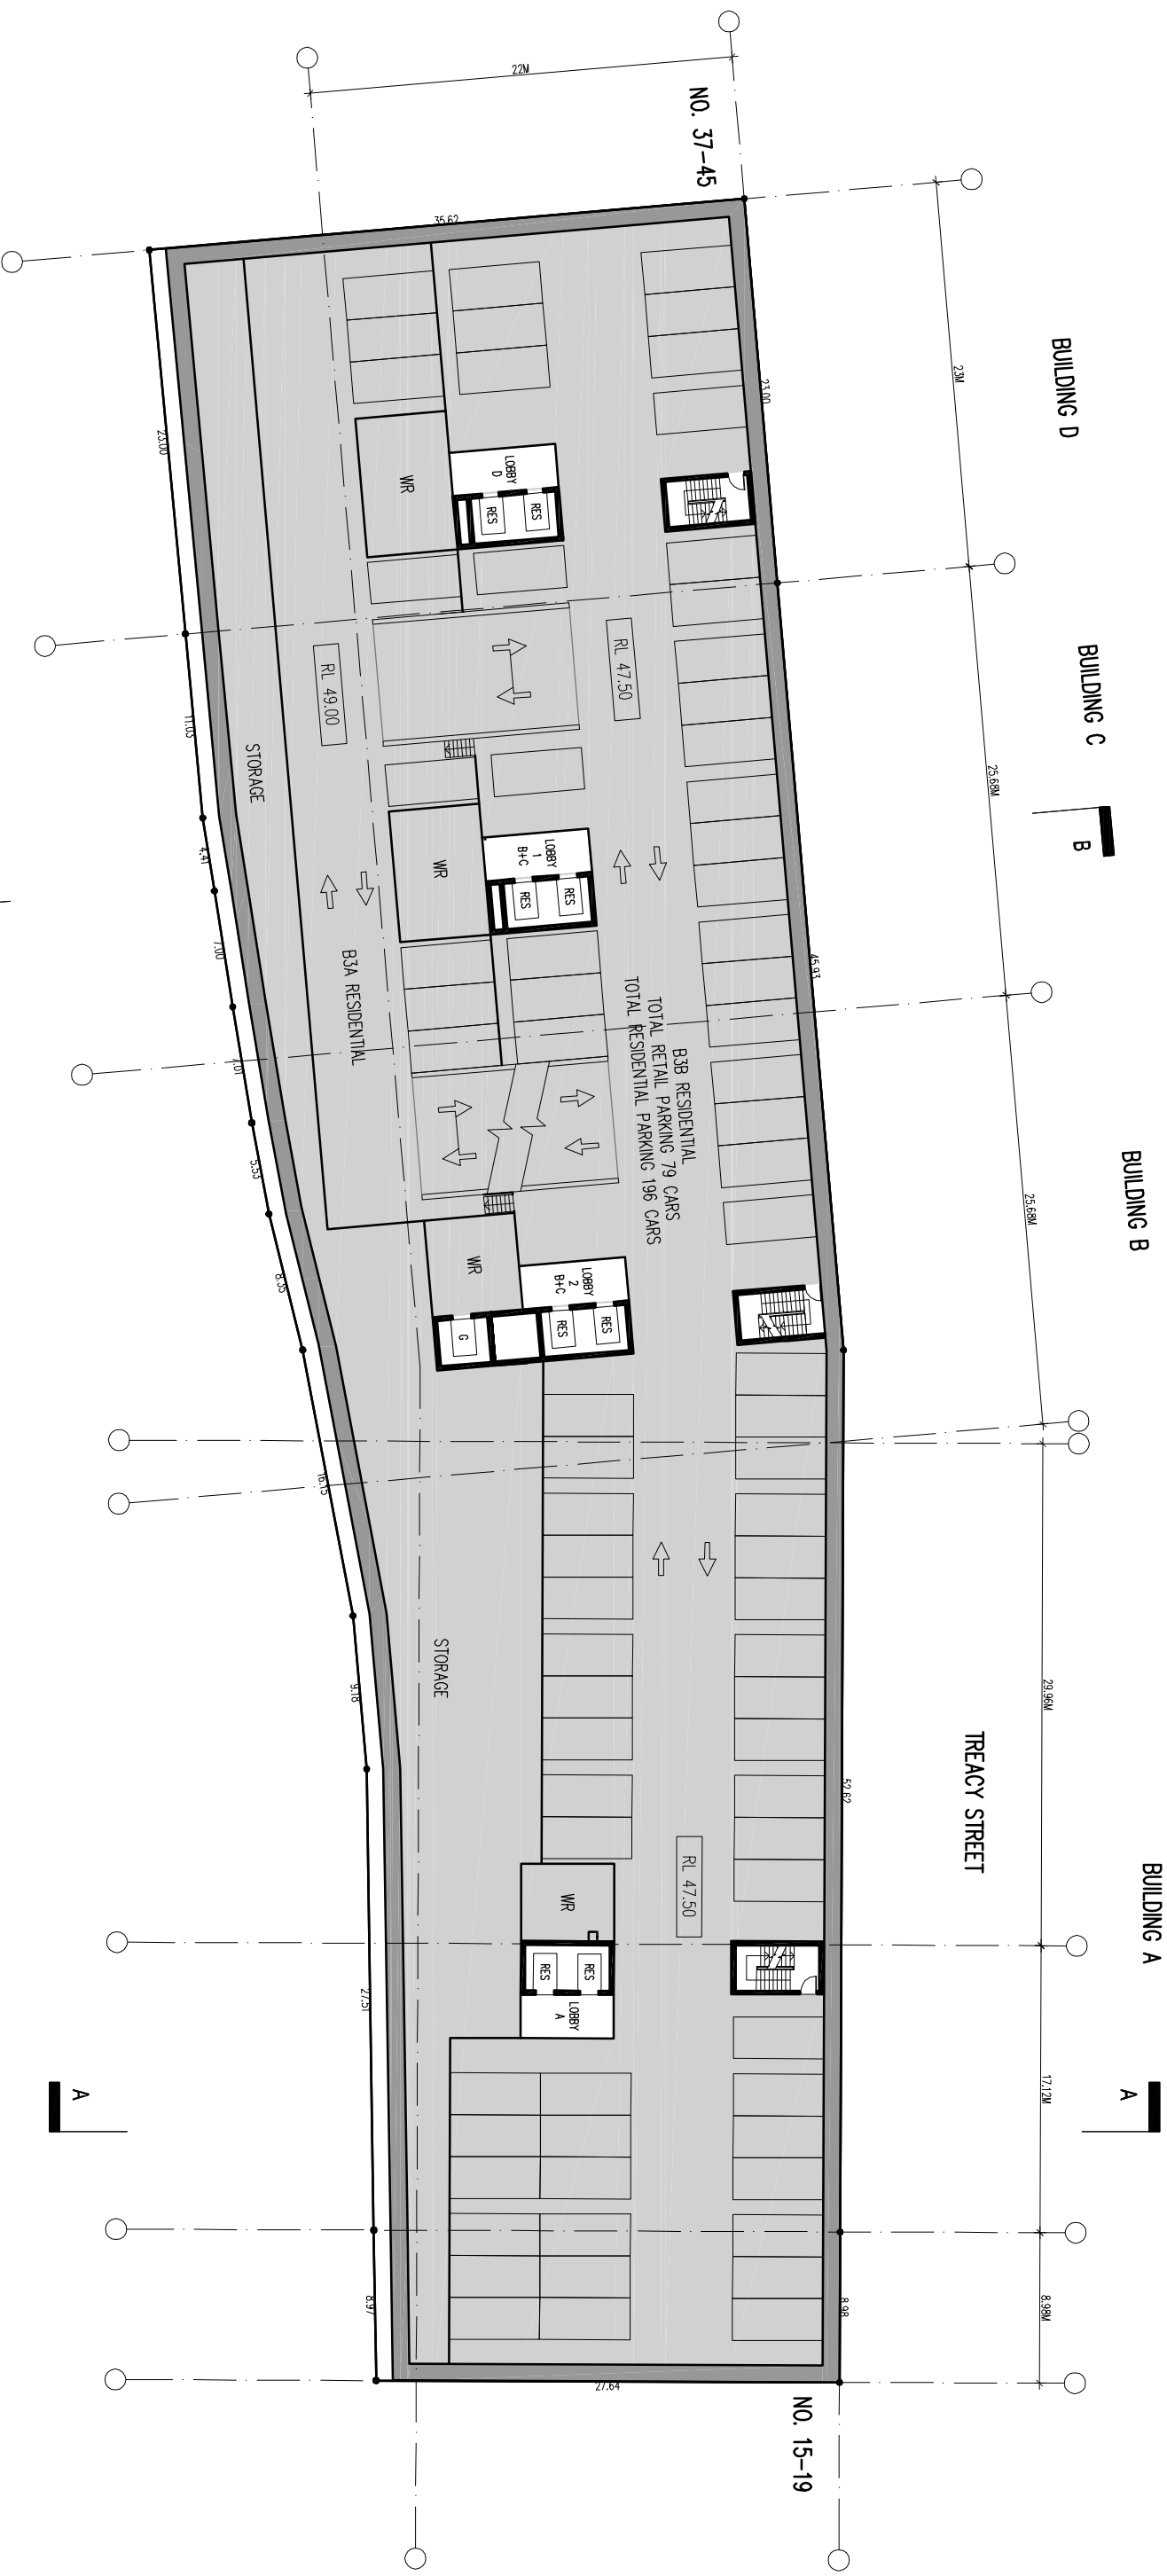 22M
NO. 37-45
35.62
23M
BUILDING D
23.00
23.00
LOBBY
D
RES
RES
WR
RL 47.50
RL 49.00
BUILDING C
25.68M
B
11.03
STORAGE
4.41
7.00
7.01
5.53
8.35
WR
LOBBY
1
B+C
RES
RES
B3A RESIDENTIAL
45.93
B3B RESIDENTIAL
TOTAL RETAIL PARKING 79 CARS
TOTAL RESIDENTIAL PARKING 196 CARS
BUILDING B
25.68M
WR
LOBBY
2
B+C
RES
RES
G
16.15
STORAGE
9.18
29.96M
TREACY STREET
52.62
RL 47.50
BUILDING A
WR
RES
RES
LOBBY
A
27.51
17.12M
A
A
8.97
8.98
8.98M
27.64
NO. 15-19